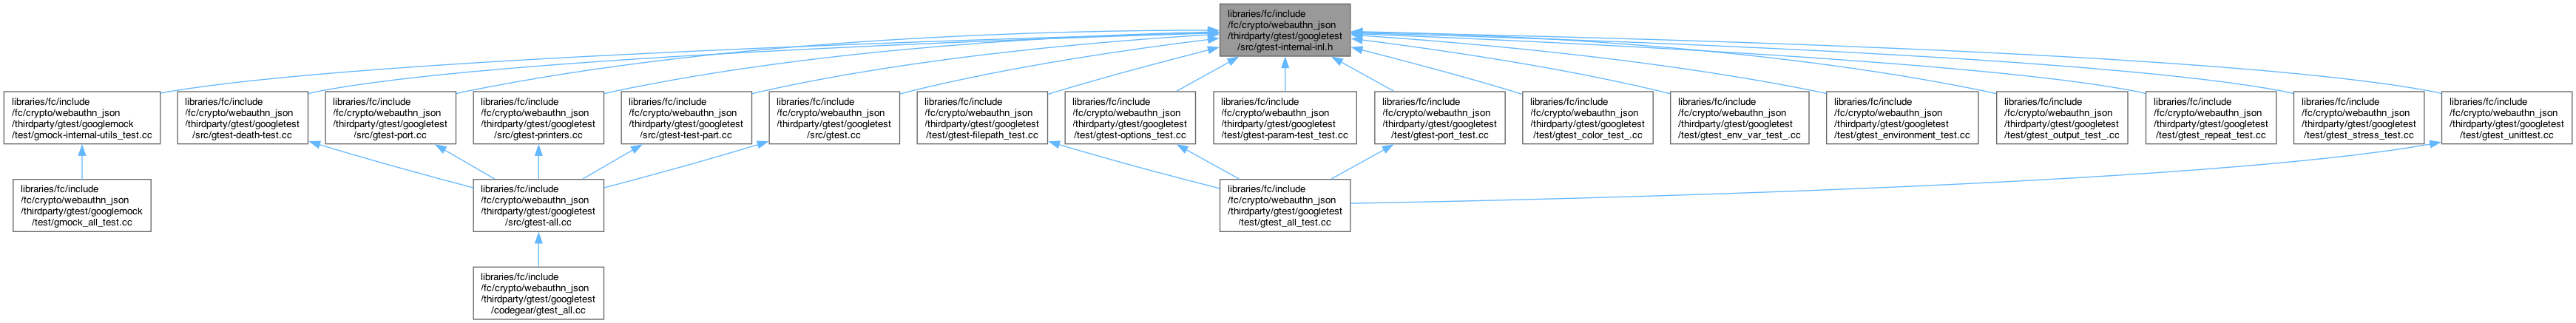 libraries/fc/include
/fc/crypto/webauthn_json
/thirdparty/gtest/googletest
/src/gtest-internal-inl.h
libraries/fc/include
/fc/crypto/webauthn_json
/thirdparty/gtest/googlemock
/test/gmock-internal-utils_test.cc
libraries/fc/include
/fc/crypto/webauthn_json
/thirdparty/gtest/googletest
/src/gtest-death-test.cc
libraries/fc/include
/fc/crypto/webauthn_json
/thirdparty/gtest/googletest
/src/gtest-port.cc
libraries/fc/include
/fc/crypto/webauthn_json
/thirdparty/gtest/googletest
/src/gtest-printers.cc
libraries/fc/include
/fc/crypto/webauthn_json
/thirdparty/gtest/googletest
/src/gtest-test-part.cc
libraries/fc/include
/fc/crypto/webauthn_json
/thirdparty/gtest/googletest
/src/gtest.cc
libraries/fc/include
/fc/crypto/webauthn_json
/thirdparty/gtest/googletest
/test/gtest-filepath_test.cc
libraries/fc/include
/fc/crypto/webauthn_json
/thirdparty/gtest/googletest
/test/gtest-options_test.cc
libraries/fc/include
/fc/crypto/webauthn_json
/thirdparty/gtest/googletest
/test/gtest-param-test_test.cc
libraries/fc/include
/fc/crypto/webauthn_json
/thirdparty/gtest/googletest
/test/gtest-port_test.cc
libraries/fc/include
/fc/crypto/webauthn_json
/thirdparty/gtest/googletest
/test/gtest_color_test_.cc
libraries/fc/include
/fc/crypto/webauthn_json
/thirdparty/gtest/googletest
/test/gtest_env_var_test_.cc
libraries/fc/include
/fc/crypto/webauthn_json
/thirdparty/gtest/googletest
/test/gtest_environment_test.cc
libraries/fc/include
/fc/crypto/webauthn_json
/thirdparty/gtest/googletest
/test/gtest_output_test_.cc
libraries/fc/include
/fc/crypto/webauthn_json
/thirdparty/gtest/googletest
/test/gtest_repeat_test.cc
libraries/fc/include
/fc/crypto/webauthn_json
/thirdparty/gtest/googletest
/test/gtest_stress_test.cc
libraries/fc/include
/fc/crypto/webauthn_json
/thirdparty/gtest/googletest
/test/gtest_unittest.cc
libraries/fc/include
/fc/crypto/webauthn_json
/thirdparty/gtest/googlemock
/test/gmock_all_test.cc
libraries/fc/include
/fc/crypto/webauthn_json
/thirdparty/gtest/googletest
/src/gtest-all.cc
libraries/fc/include
/fc/crypto/webauthn_json
/thirdparty/gtest/googletest
/test/gtest_all_test.cc
libraries/fc/include
/fc/crypto/webauthn_json
/thirdparty/gtest/googletest
/codegear/gtest_all.cc